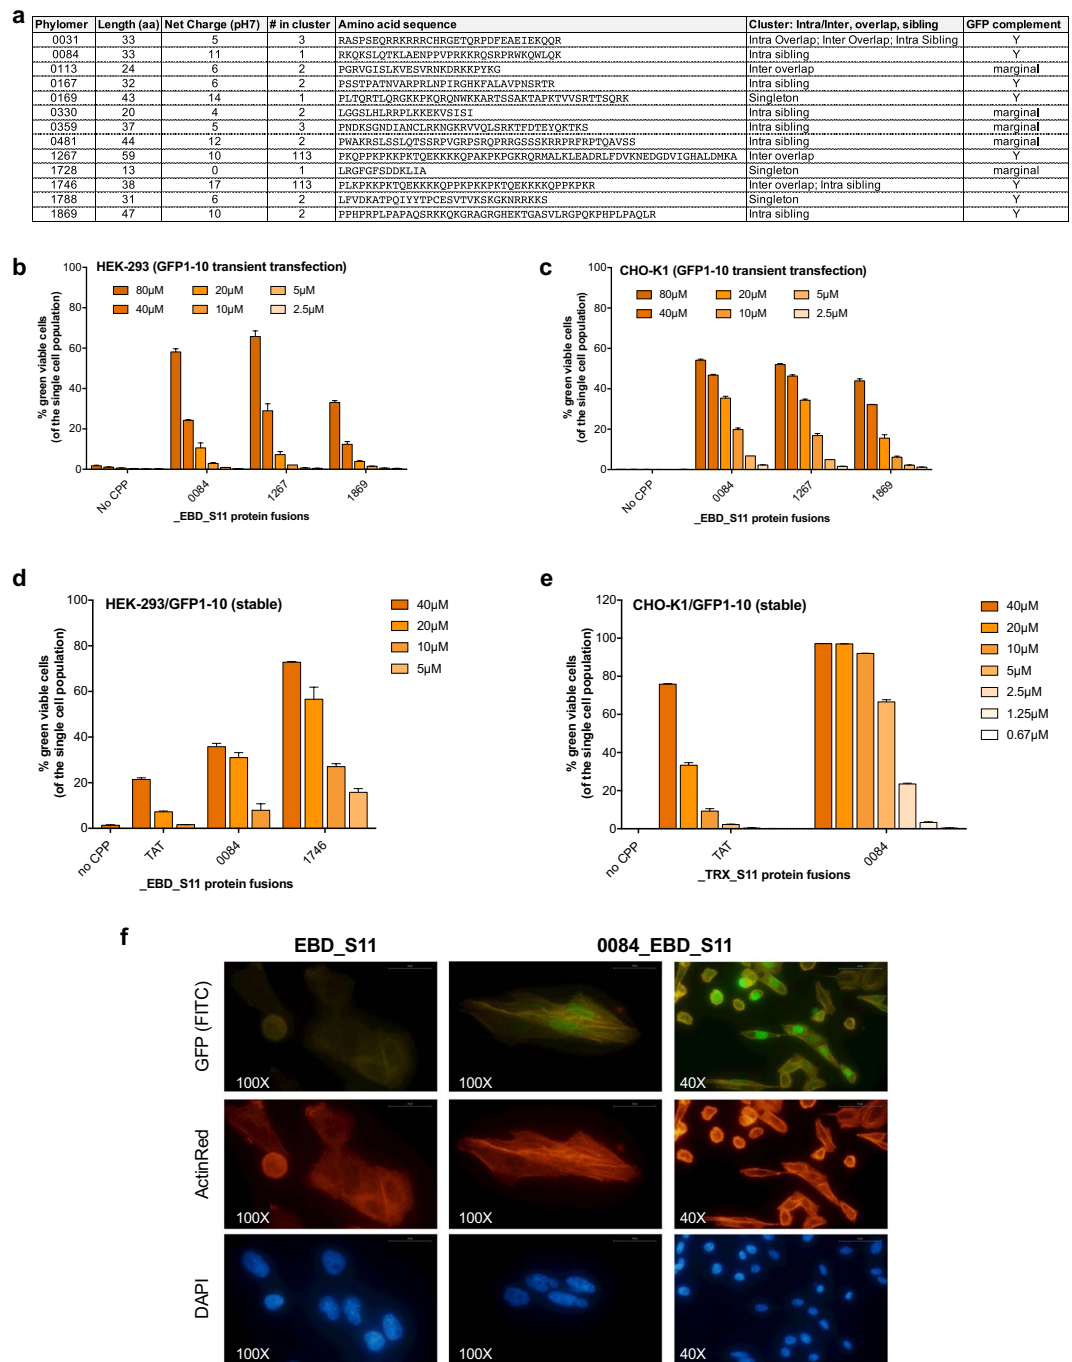 a
Phylomer Length (aa) Net Charge (pH7) # in cluster Amino acid sequence Cluster: Intra/Inter, overlap, sibling GFP complement
0031 33 5 3 RASPSEQRRKRRRCHRGETQRPDFEAEIEKQQR Intra Overlap; Inter Overlap; Intra Sibling Y
0084 33 11 1 RKQKSLQTKLAENPPVPRKKRQSRPRWKQWLQK Intra sibling Y
0113 24 6 2 PGRVGISLKVESVRNKDRKKPYKG Inter overlap marginal
0167 32 6 2 PSSTPATNVARPRLNPIRGHKFALAVPNSRTR Intra sibling Y
0169 43 14 1 PLTQRTLQRGKKPKQRQNWKKARTSSAKTAPKTVVSRTTSQRK Singleton Y
0330 20 4 2 LGGSLHLRRPLKKEKVSISI Intra sibling marginal
0359 37 5 3 PNDKSGNDIANCLRKNGKRVVQLSRKTFDTEYQKTKS Intra sibling marginal
0481 44 12 2 PWAKRSLSSLQTSSRPVGRPSRQPRRGSSSKRRPRFRPTQAVSS Intra sibling marginal
1267 59 10 113 PKQPPKPKKPKTQEKKKKQPAKPKPGKRQRMALKLEADRLFDVKNEDGDVIGHALDMKA Inter overlap Y
1728 13 0 1 LRGFGFSDDKLIA Singleton marginal
1746 38 17 113 PLKPKKPKTQEKKKKQPPKPKKPKTQEKKKKQPPKPKR Inter overlap; Intra sibling Y
1788 31 6 2 LFVDKATPQIYYTPCESVTVKSKGKNRRKKS Singleton Y
1869 47 10 2 PPHPRPLPAPAQSRKKQKGRAGRGHEKTGASVLRGPQKPHPLPAQLR Intra sibling Y
b
HEK-293 (GFP1-10 transient transfection)
80µM 20µM 5µM
40µM 10µM 2.5µM
% green viable cells
(of the single cell population)
100
80
60
40
20
0
No CPP 0084 1267 1869
_EBD_S11 protein fusions
c
CHO-K1 (GFP1-10 transient transfection)
80µM 20µM 5µM
40µM 10µM 2.5µM
% green viable cells
(of the single cell population)
100
80
60
40
20
0
No CPP 0084 1267 1869
_EBD_S11 protein fusions
d
HEK-293/GFP1-10 (stable)
40µM
20µM
10µM
5µM
% green viable cells
(of the single cell population)
100
80
60
40
20
0
no CPP TAT 0084 1746
_EBD_S11 protein fusions
e
CHO-K1/GFP1-10 (stable)
40µM
20µM
10µM
5µM
2.5µM
1.25µM
0.67µM
% green viable cells
(of the single cell population)
120
100
80
60
40
20
0
no CPP TAT 0084
_TRX_S11 protein fusions
f
EBD_S11 0084_EBD_S11
GFP (FITC)
100X 100X 40X
ActinRed
100X 100X 40X
DAPI
100X 100X 40X